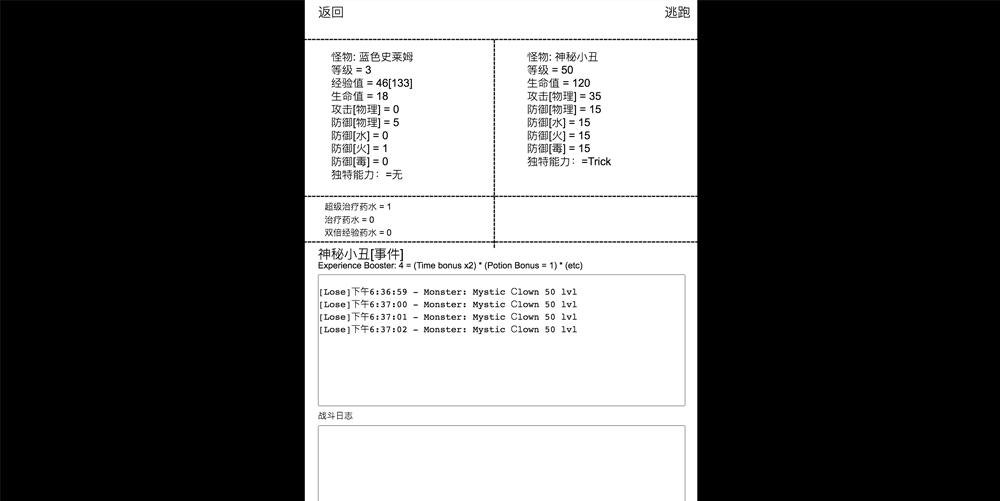 返回
逃跑
怪物: 蓝色史莱姆
等级 = 3
经验值 = 46[133]
生命值 = 18
攻击[物理] = 0
防御[物理] = 5
防御[水] = 0
防御[火] = 1
防御[毒] = 0
独特能力：=无
怪物: 神秘小丑
等级 = 50
生命值 = 120
攻击[物理] = 35
防御[物理] = 15
防御[水] = 15
防御[火] = 15
防御[毒] = 15
独特能力：=Trick
超级治疗药水 = 1
治疗药水 = 0
双倍经验药水 = 0
神秘小丑[事件]
Experience Booster: 4 = (Time bonus x2) * (Potion Bonus = 1) * (etc)
[Lose]下午6:36:59 - Monster: Mystic Clown 50 lvl
[Lose]下午6:37:00 - Monster: Mystic Clown 50 lvl
[Lose]下午6:37:01 - Monster: Mystic Clown 50 lvl
[Lose]下午6:37:02 - Monster: Mystic Clown 50 lvl
战斗日志